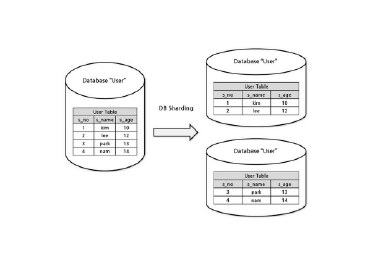 Database "User"
User Table
s_no s_name s_age
1 kim 10
2 lee 12
3 park 13
4 nam 14
DB Sharding
Database "User"
User Table
s_no s_name s_age
1 kim 10
2 lee 12
Database "User"
User Table
s_no s_name s_age
3 park 13
4 nam 14